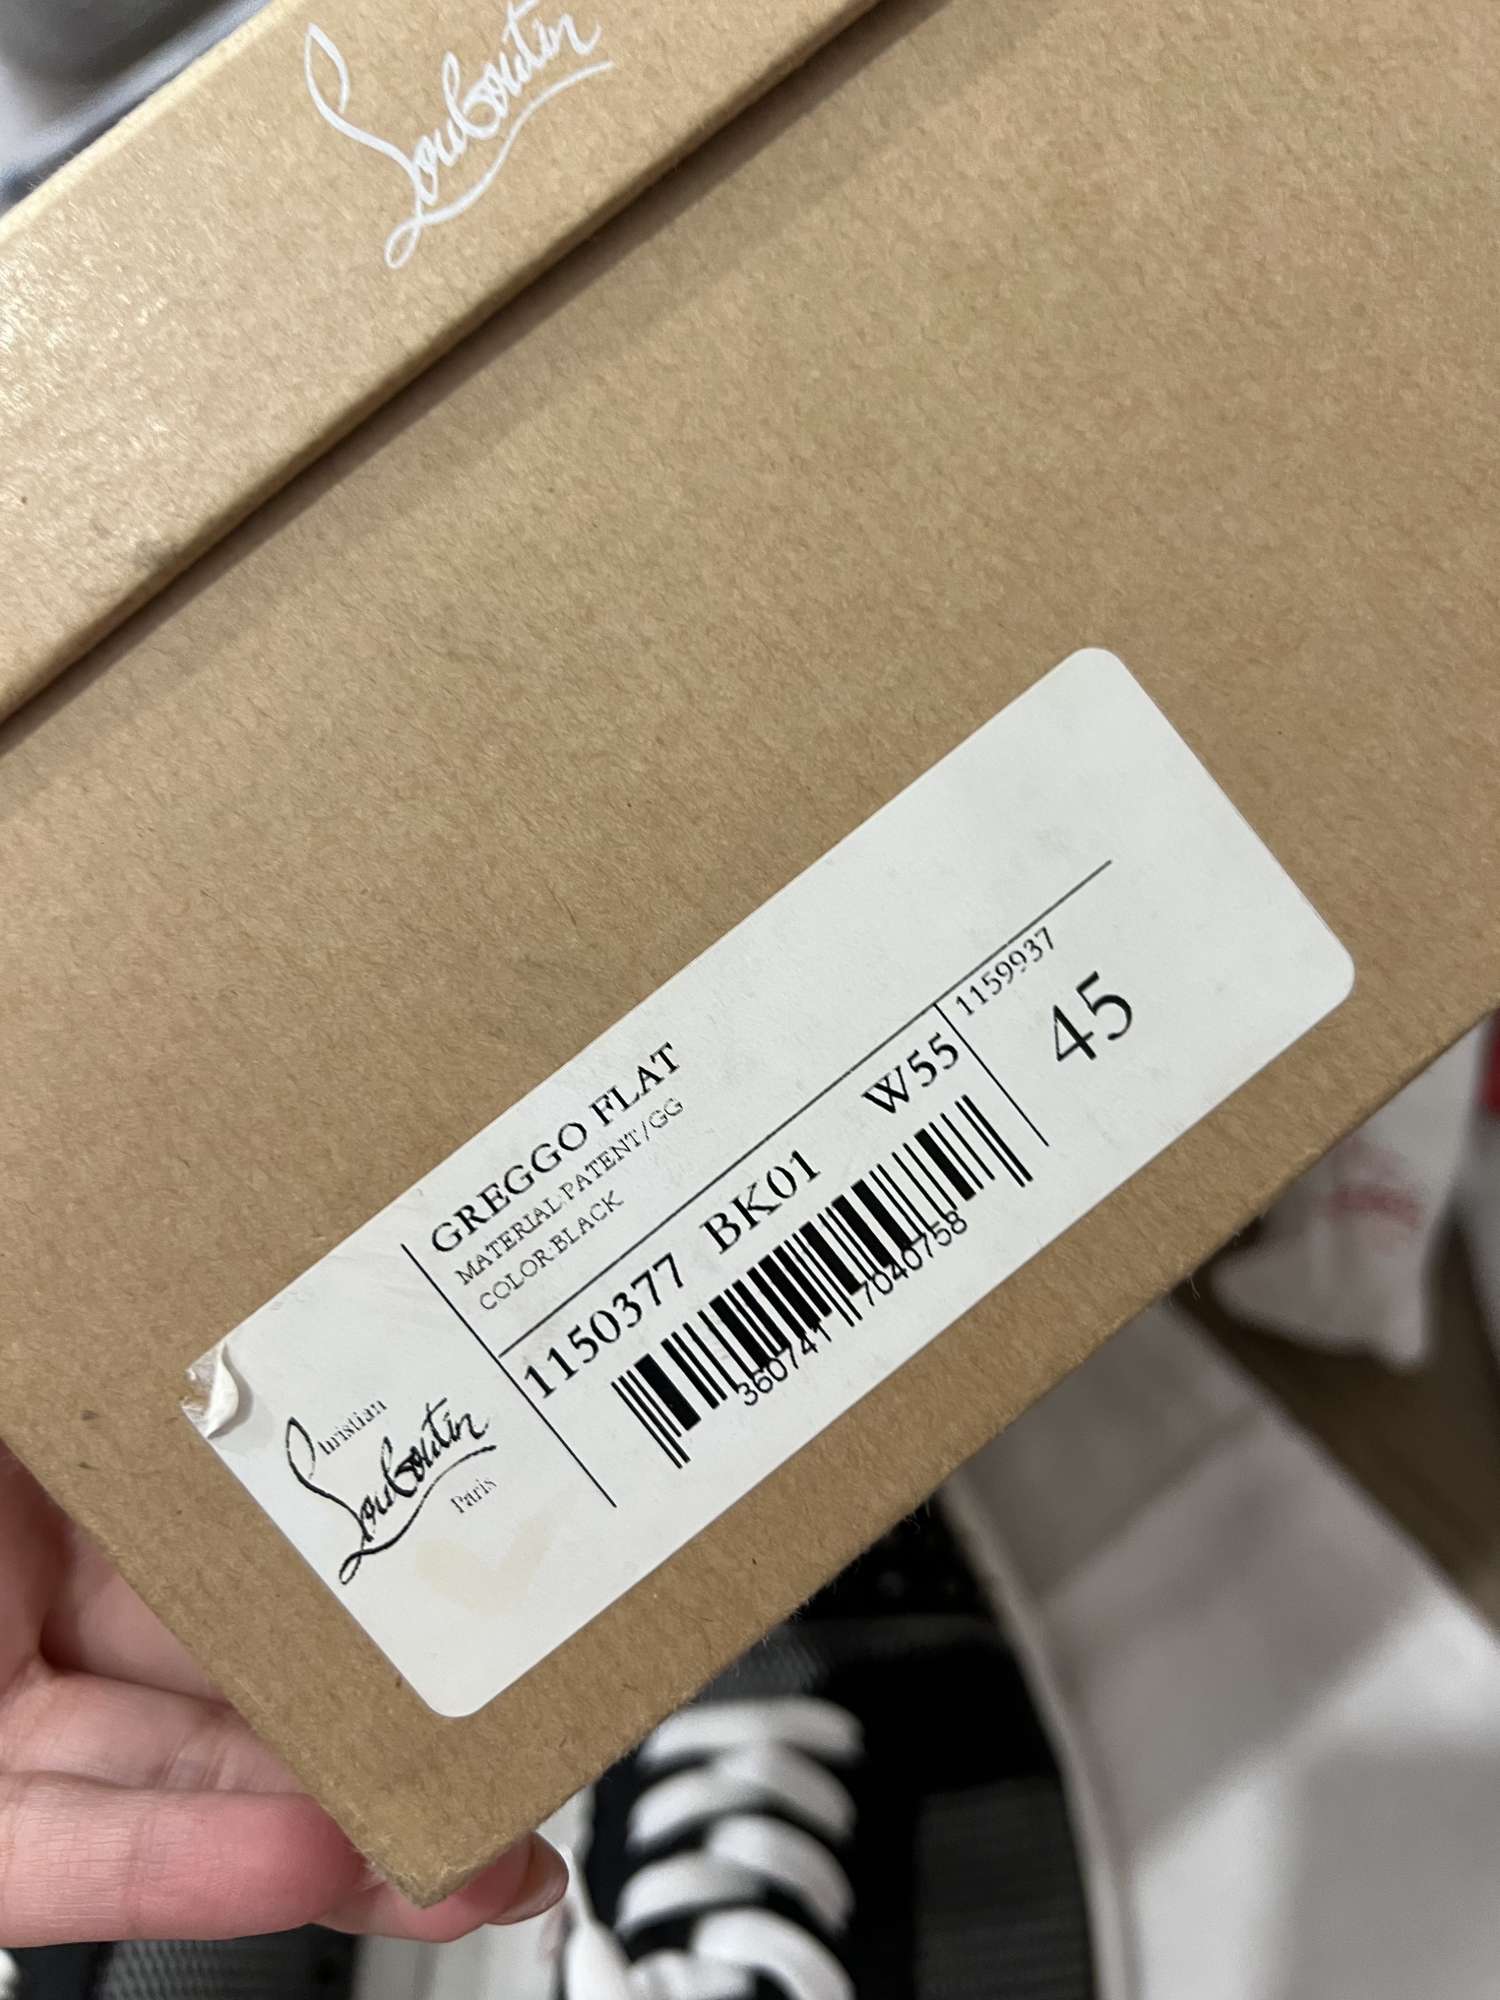 Louboutin
GREGGO FLAT
MATERIAL:PATENT/GG
COLOR:BLACK
1150377 BK01 W55
1159937
45
360741 7040758
Christian
Louboutin
Paris